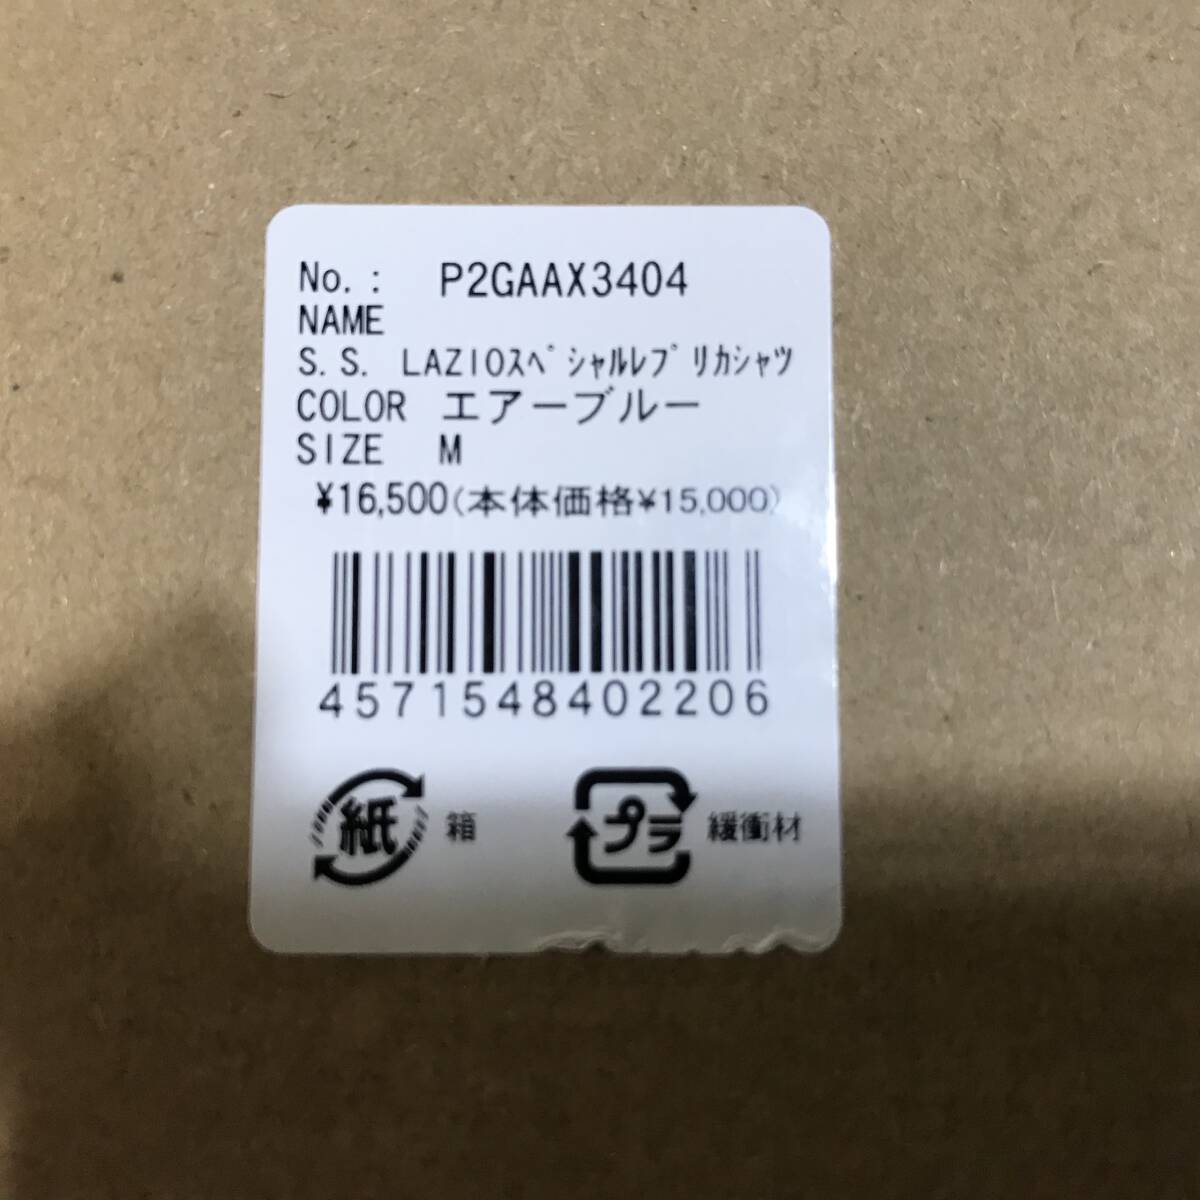 No.: P2GAAX3404
NAME
S.S. LAZIOｽﾍﾟｼｬﾙﾚﾌﾟﾘｶｼｬﾂ
COLOR エアーブルー
SIZE M
¥16,500(本体価格¥15,000)
4571548402206
紙 箱
プラ 緩衝材